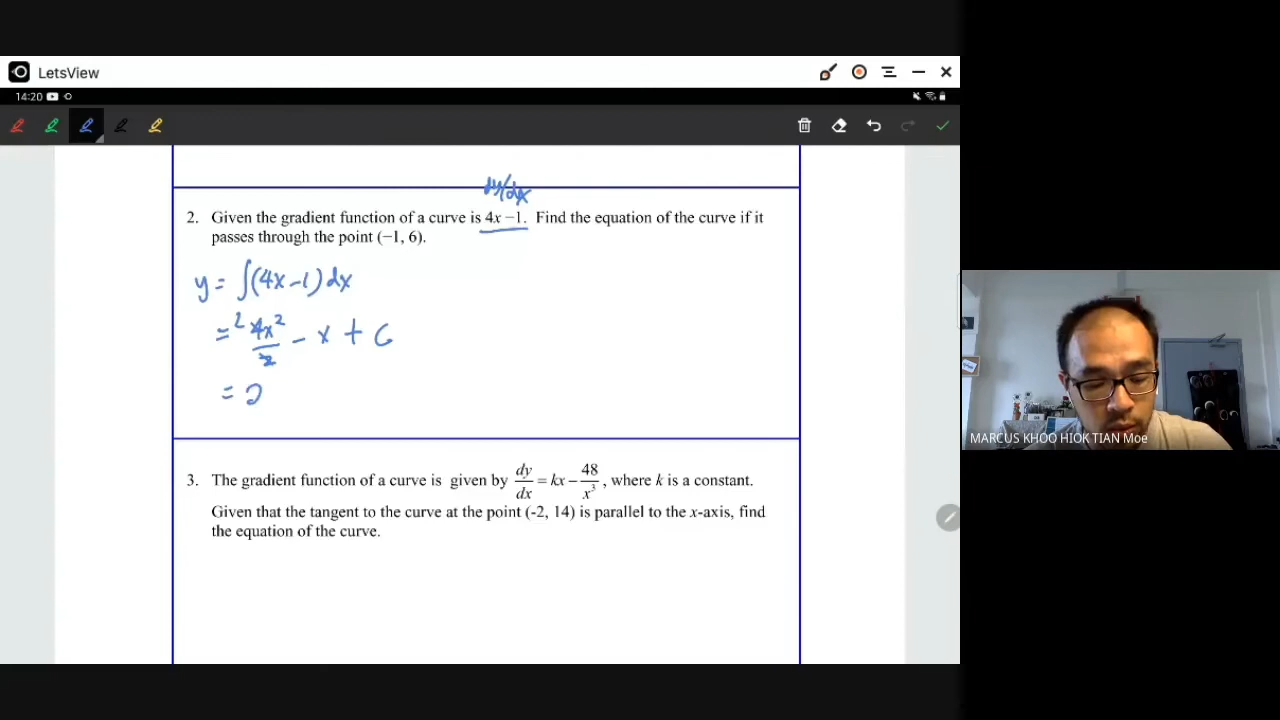 LetsView
14:20
dy/dx
2. Given the gradient function of a curve is 4x −1. Find the equation of the curve if it
passes through the point (−1, 6).
y = ∫(4x −1) dx
= 2 4x²/2 − x + C
= 2
3. The gradient function of a curve is given by dy/dx = kx − 48/x³, where k is a constant.
Given that the tangent to the curve at the point (-2, 14) is parallel to the x-axis, find
the equation of the curve.
MARCUS KHOO HIOK TIAN Moe